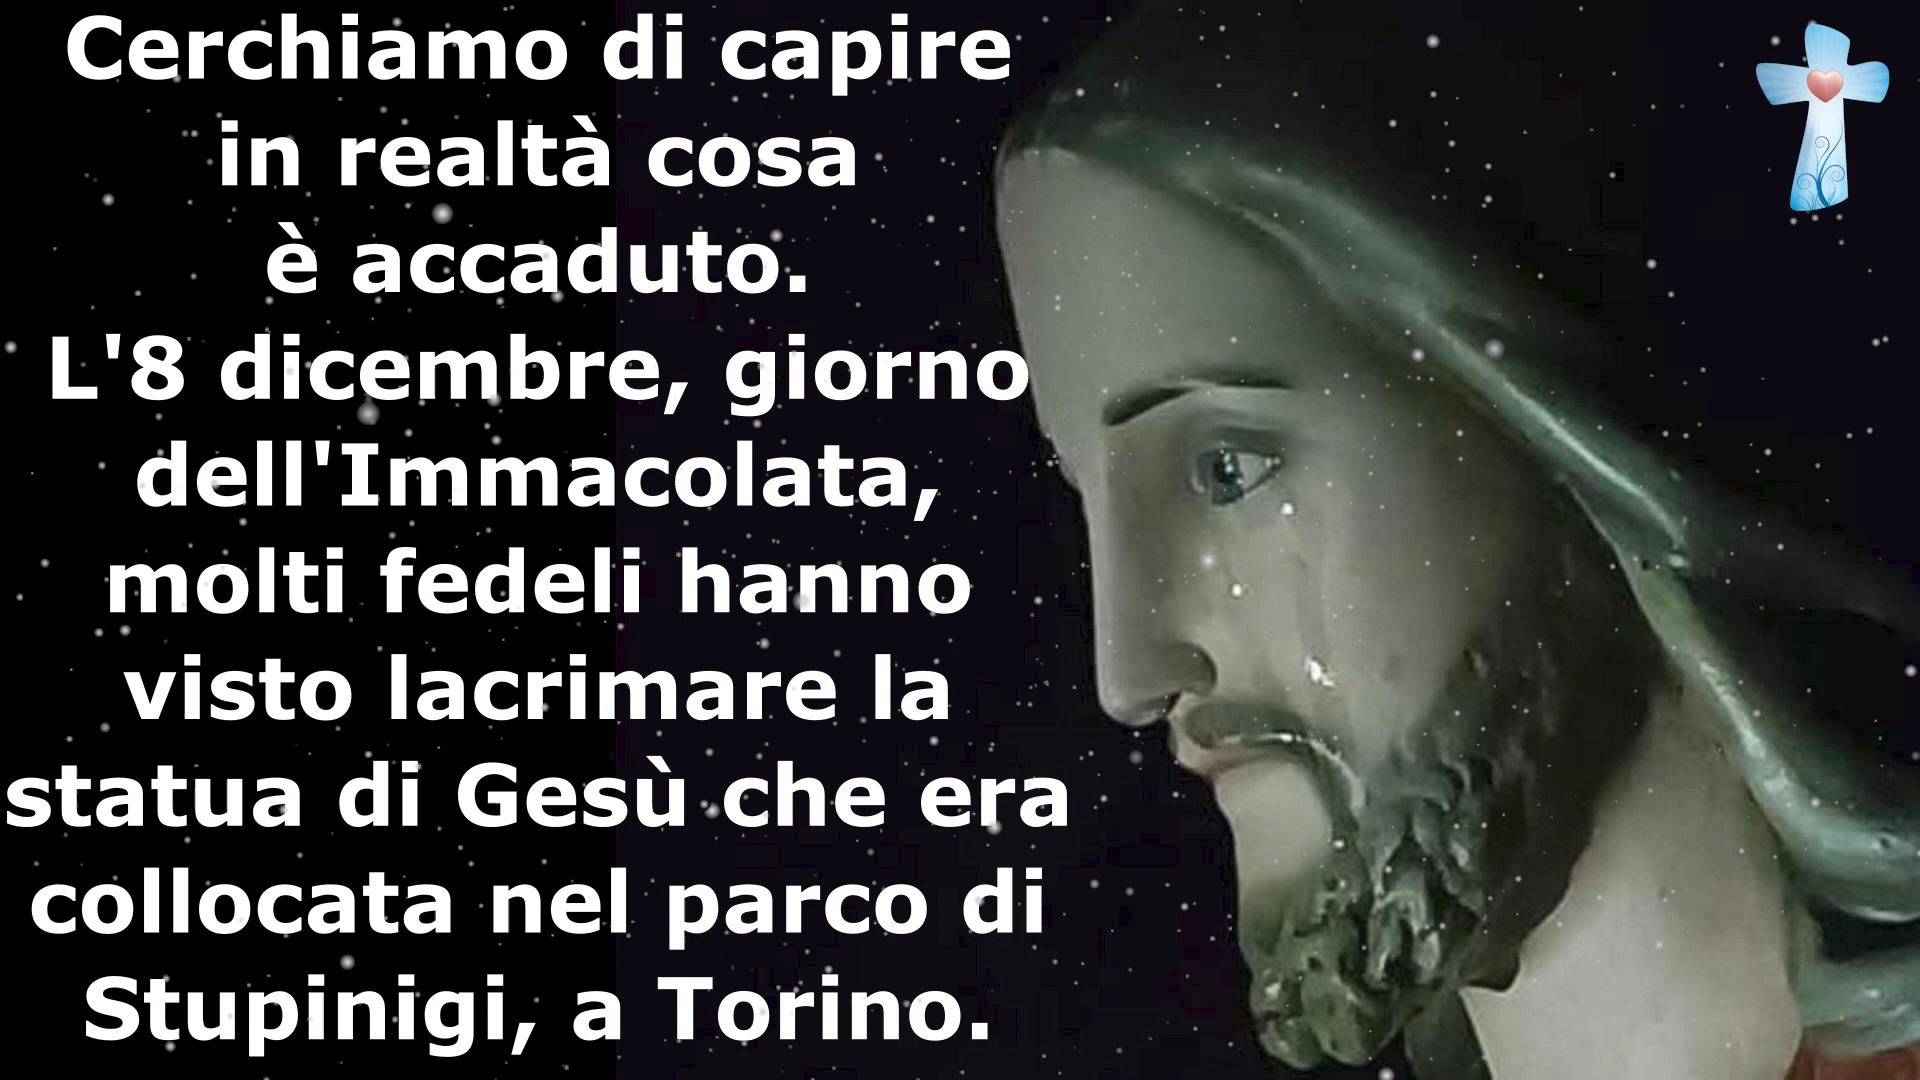 Cerchiamo di capire
in realtà cosa
è accaduto.
L'8 dicembre, giorno
dell'Immacolata,
molti fedeli hanno
visto lacrimare la
statua di Gesù che era
collocata nel parco di
Stupinigi, a Torino.